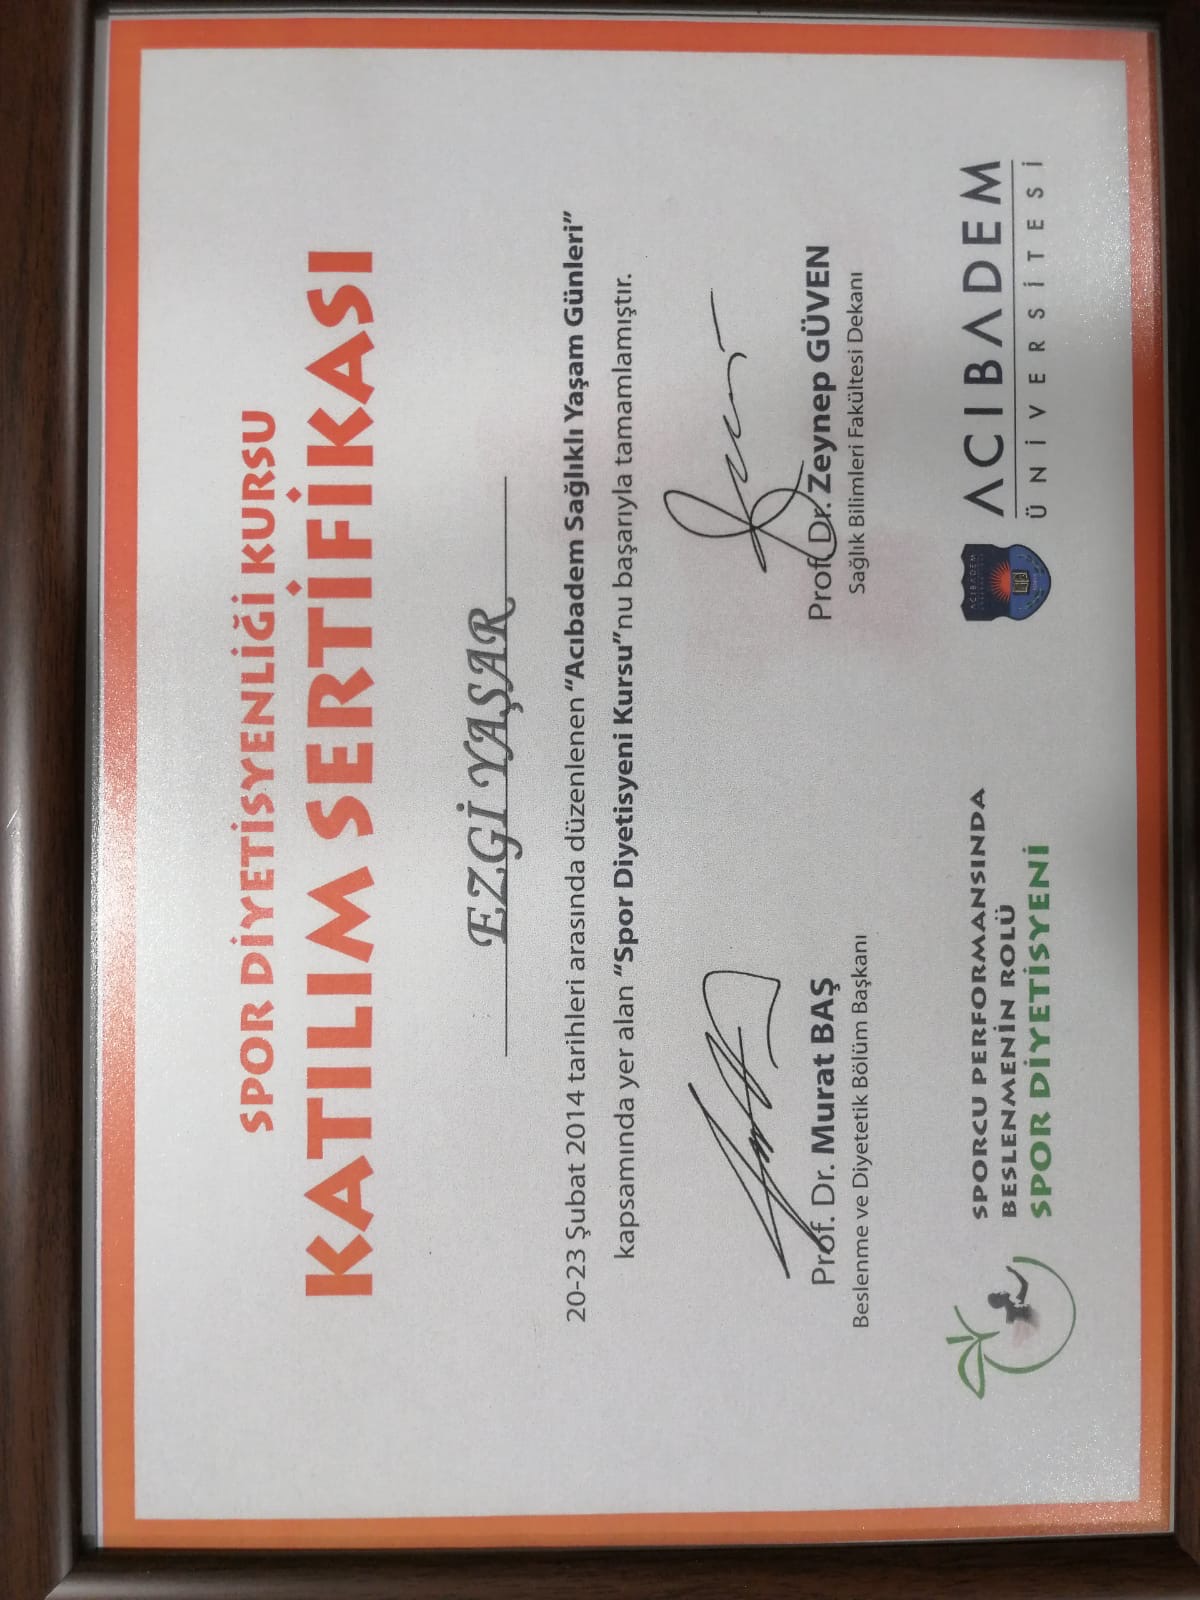 SPOR DİYETİSYENLİĞİ KURSU
KATILIM SERTİFİKASI
EZGİ YAŞAR
20-23 Şubat 2014 tarihleri arasında düzenlenen “Acıbadem Sağlıklı Yaşam Günleri”
kapsamında yer alan “Spor Diyetisyeni Kursu”nu başarıyla tamamlamıştır.
Prof. Dr. Murat BAŞ
Beslenme ve Diyetetik Bölüm Başkanı
Prof. Dr. Zeynep GÜVEN
Sağlık Bilimleri Fakültesi Dekanı
SPORCU PERFORMANSINDA
BESLENMENİN ROLÜ
SPOR DİYETİSYENİ
ACIBADEM
ACIBADEM
ÜNİVERSİTESİ